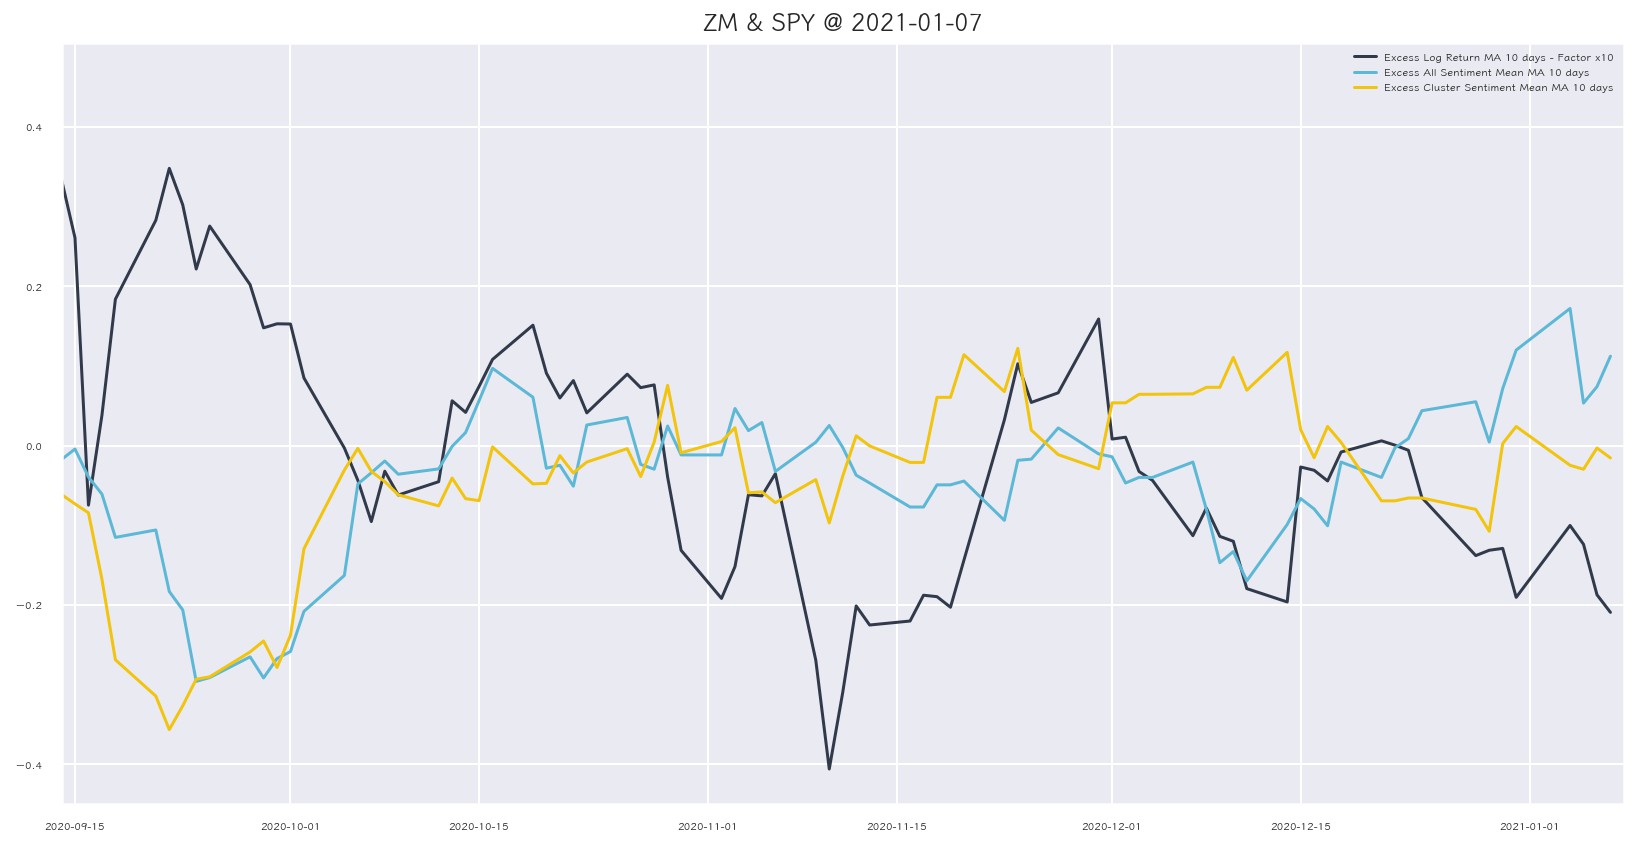 ZM & SPY @ 2021-01-07
Excess Log Return MA 10 days - Factor x10
Excess All Sentiment Mean MA 10 days
Excess Cluster Sentiment Mean MA 10 days
0.4
0.2
0.0
−0.2
−0.4
2020-09-15 2020-10-01 2020-10-15 2020-11-01 2020-11-15 2020-12-01 2020-12-15 2021-01-01